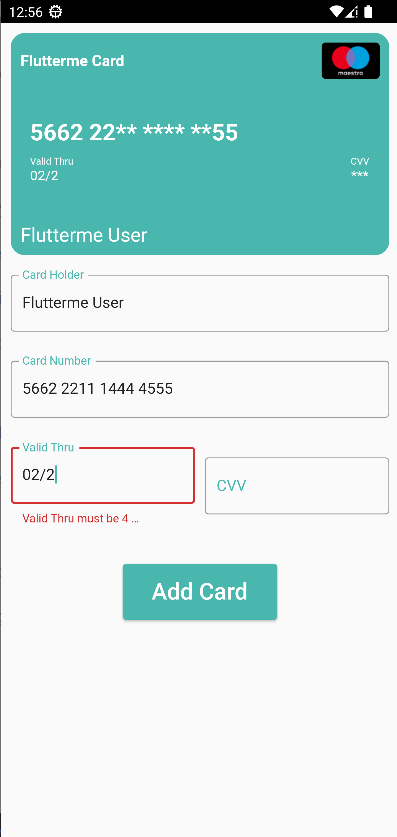 12:56
Flutterme Card
maestro
5662 22** **** **55
Valid Thru
CVV
02/2
***
Flutterme User
Card Holder
Flutterme User
Card Number
5662 2211 1444 4555
Valid Thru
02/2
CVV
Valid Thru must be 4 ...
Add Card